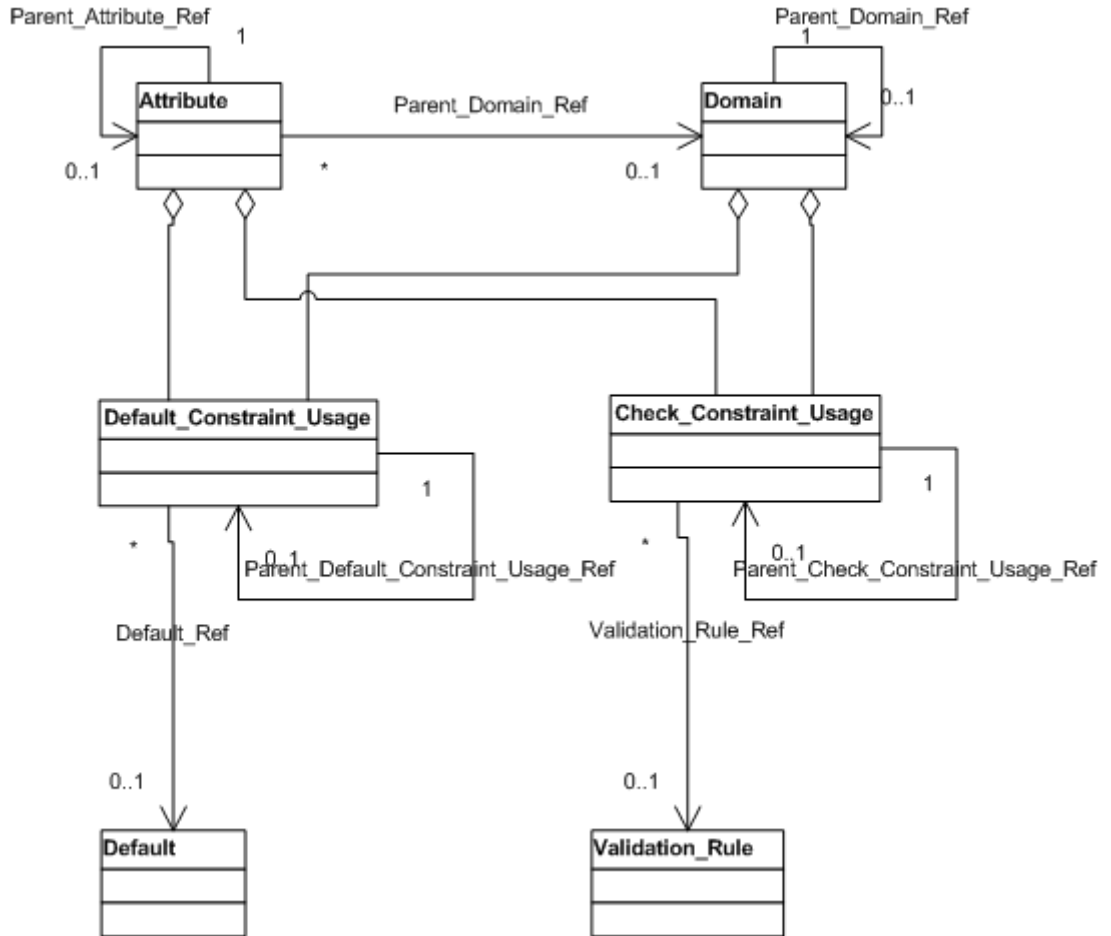 Parent_Attribute_Ref
Parent_Domain_Ref
1
1
Attribute
Domain
Parent_Domain_Ref
0..1
0..1
*
0..1
Default_Constraint_Usage
Check_Constraint_Usage
1
1
*
*
0..1
0..1
Parent_Default_Constraint_Usage_Ref
Parent_Check_Constraint_Usage_Ref
Default_Ref
Validation_Rule_Ref
0..1
0..1
Default
Validation_Rule